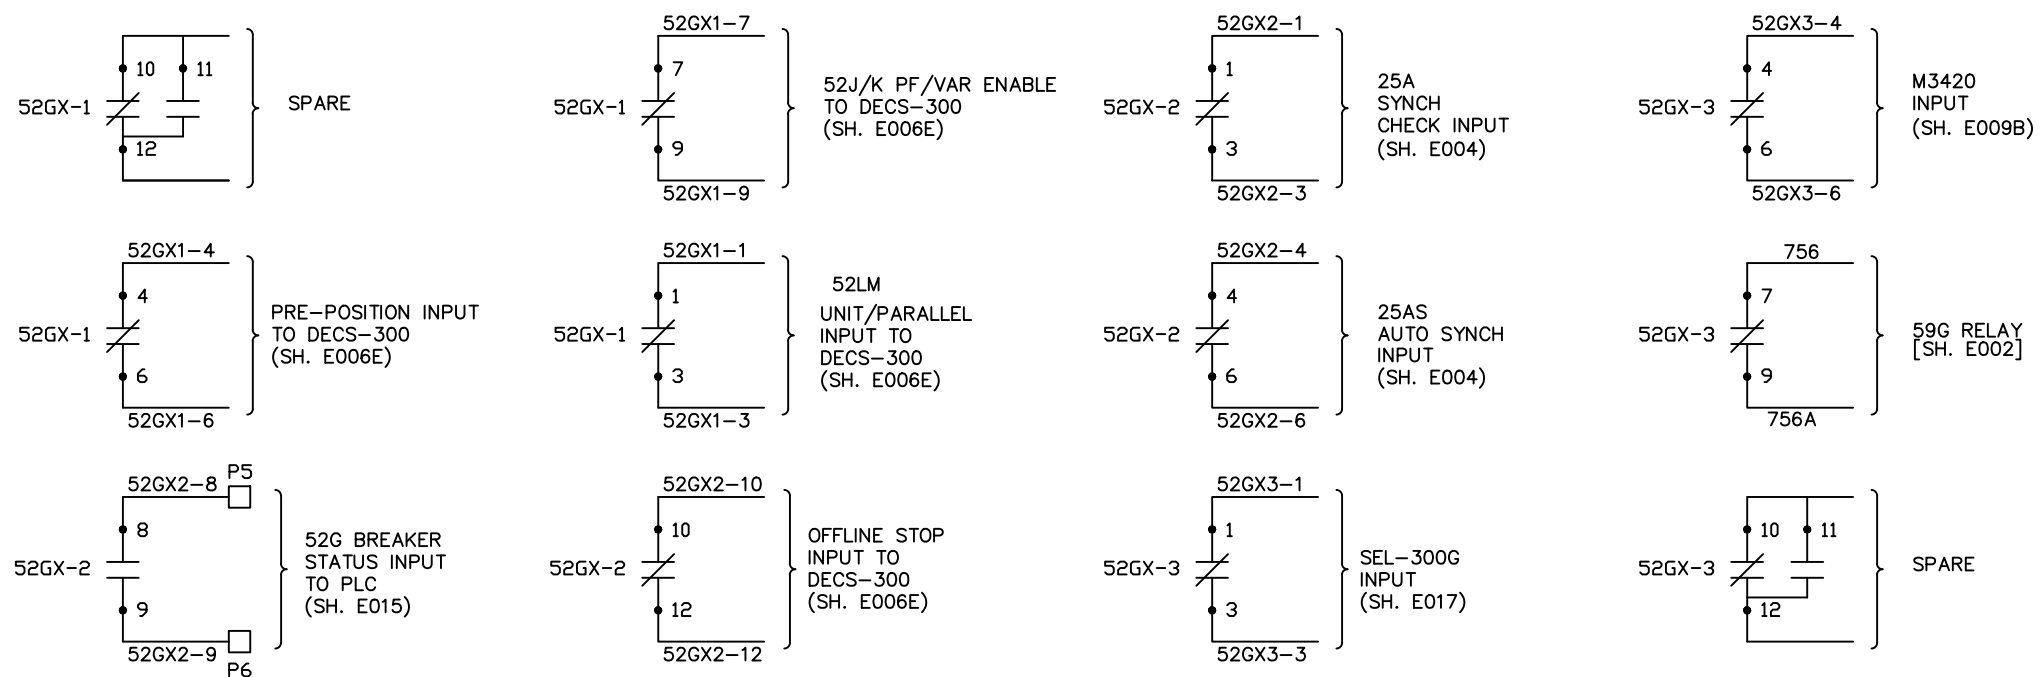 10
11
52GX-1
12
SPARE
52GX1-7
7
52GX-1
9
52GX1-9
52J/K PF/VAR ENABLE
TO DECS-300
(SH. E006E)
52GX2-1
1
52GX-2
3
52GX2-3
25A
SYNCH
CHECK INPUT
(SH. E004)
52GX3-4
4
52GX-3
6
52GX3-6
M3420
INPUT
(SH. E009B)
52GX1-4
4
52GX-1
6
52GX1-6
PRE-POSITION INPUT
TO DECS-300
(SH. E006E)
52GX1-1
1
52GX-1
3
52GX1-3
52LM
UNIT/PARALLEL
INPUT TO
DECS-300
(SH. E006E)
52GX2-4
4
52GX-2
6
52GX2-6
25AS
AUTO SYNCH
INPUT
(SH. E004)
756
7
52GX-3
9
756A
59G RELAY
[SH. E002]
52GX2-8
P5
8
52GX-2
9
52GX2-9
P6
52G BREAKER
STATUS INPUT
TO PLC
(SH. E015)
52GX2-10
10
52GX-2
12
52GX2-12
OFFLINE STOP
INPUT TO
DECS-300
(SH. E006E)
52GX3-1
1
52GX-3
3
52GX3-3
SEL-300G
INPUT
(SH. E017)
10
11
52GX-3
12
SPARE